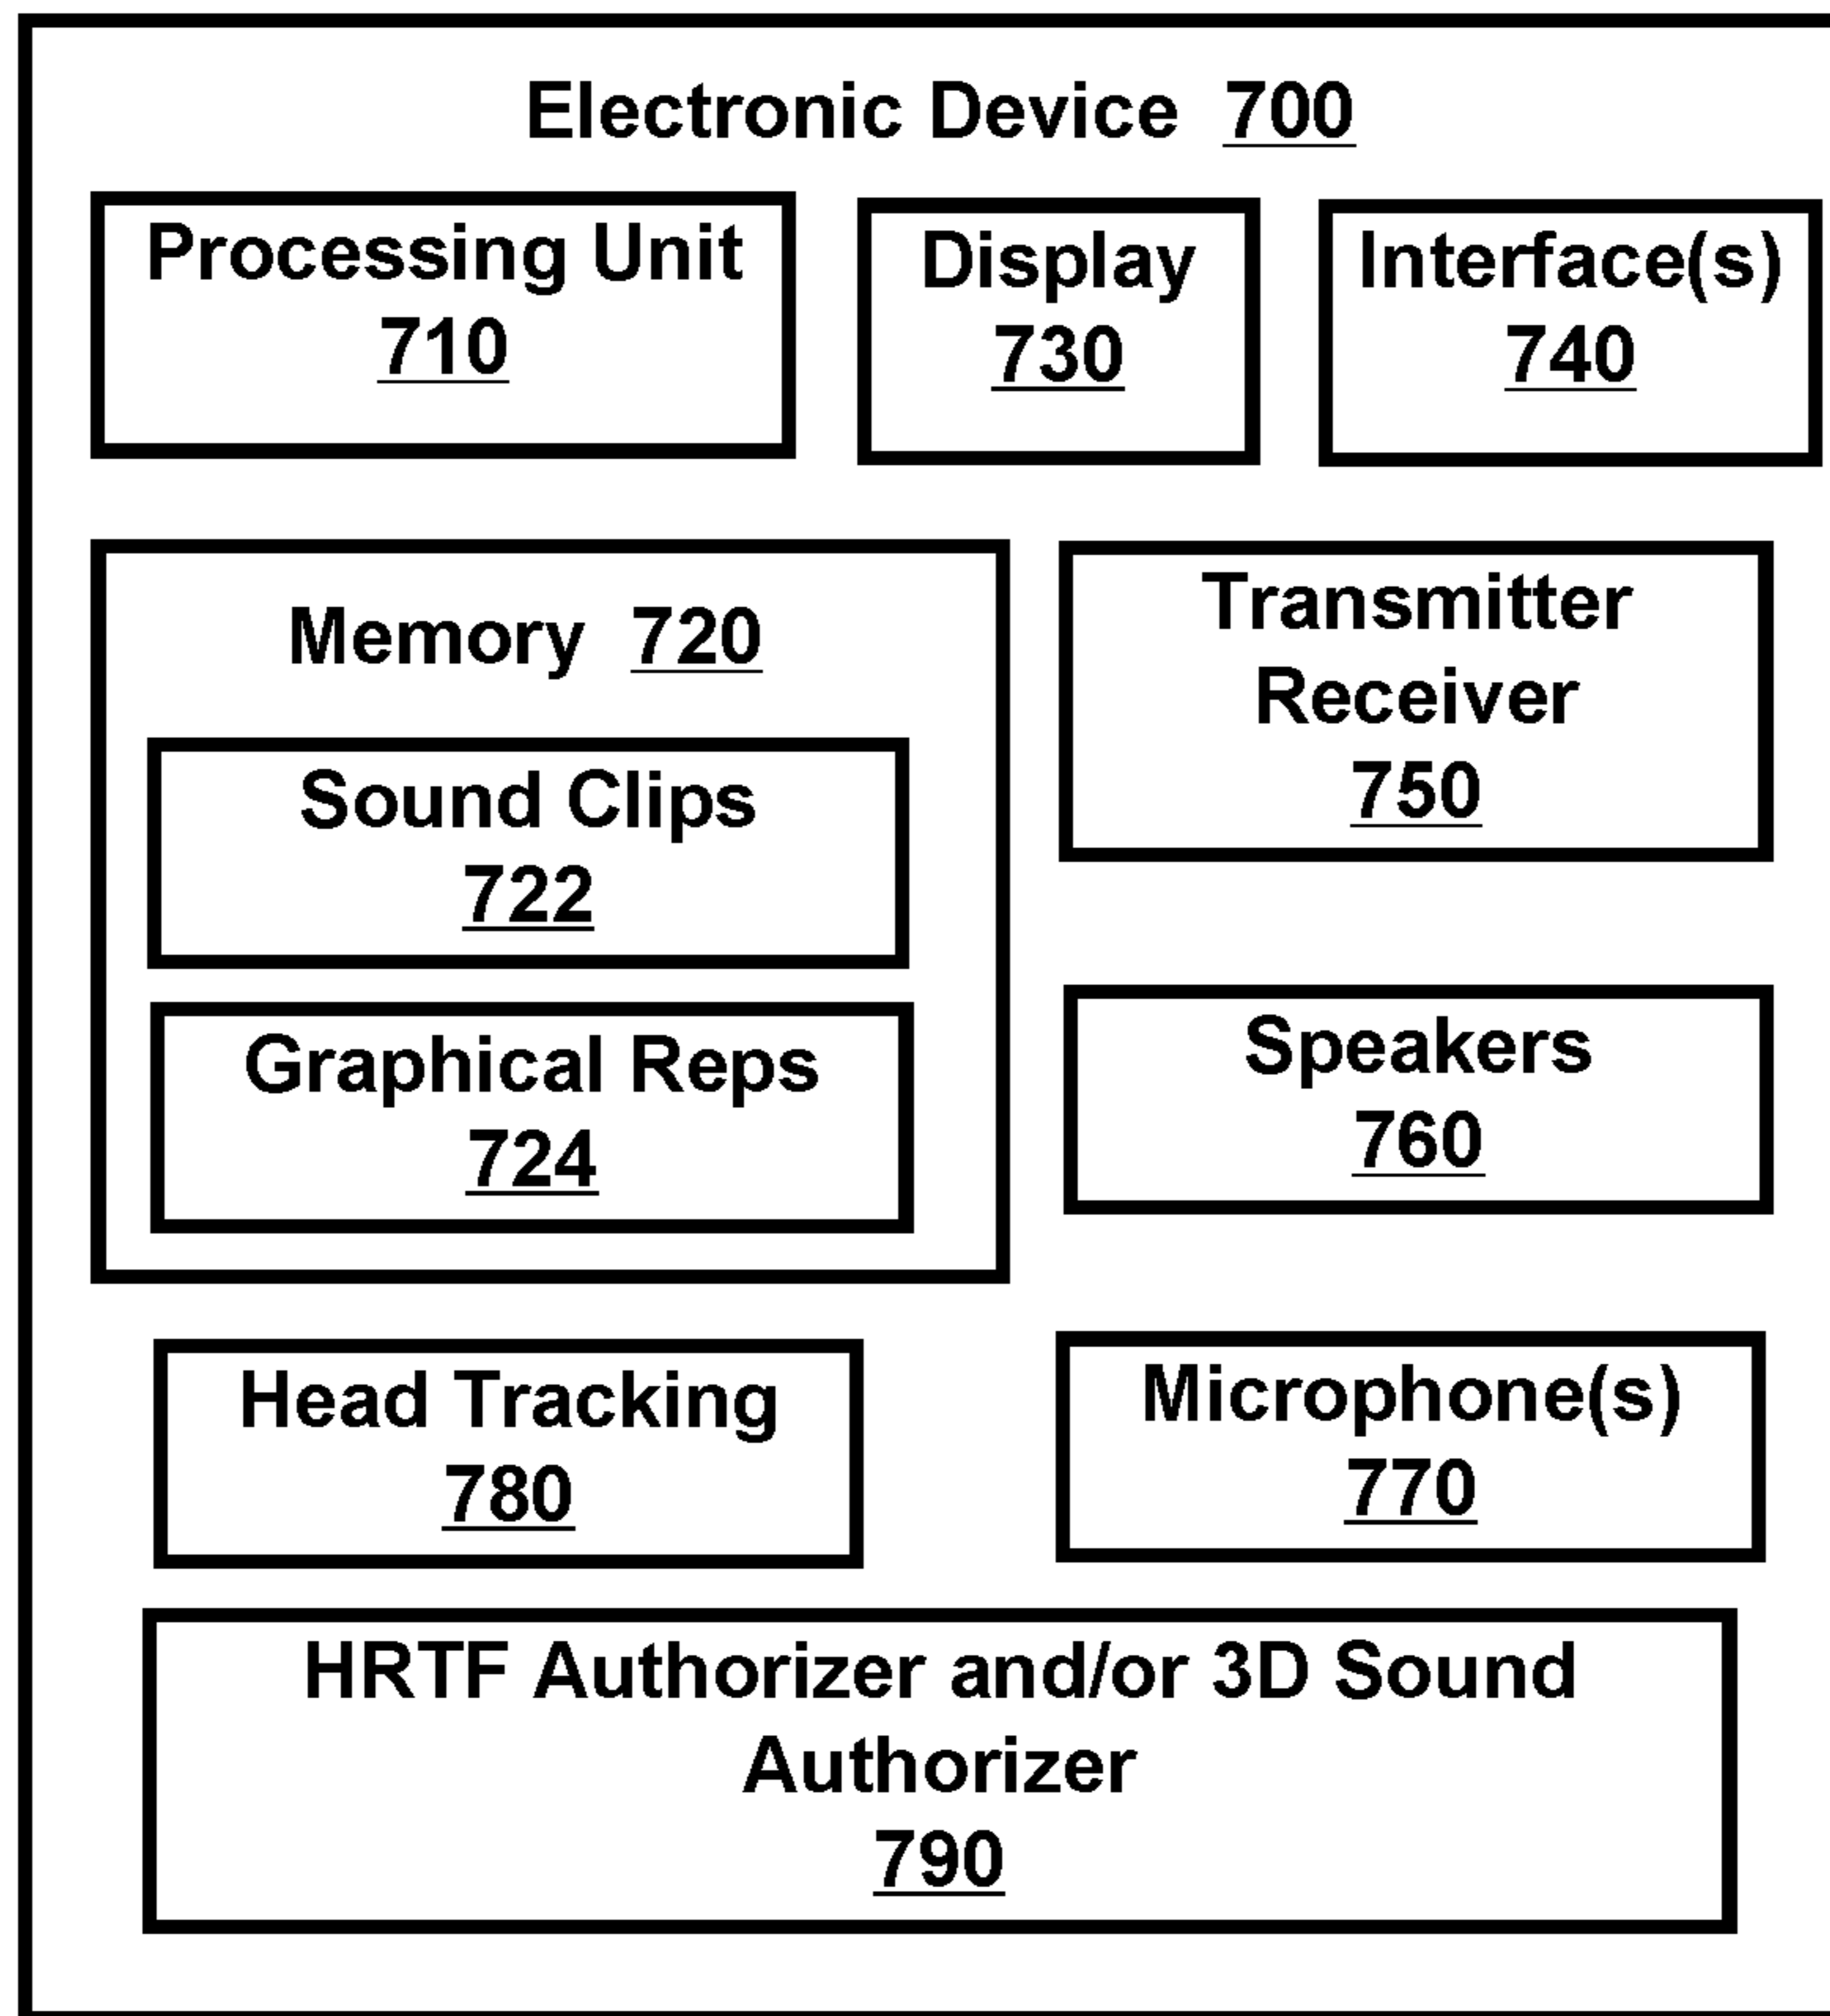 Electronic Device 700
Processing Unit
710
Display
730
Interface(s)
740
Memory 720
Sound Clips
722
Graphical Reps
724
Transmitter
Receiver
750
Speakers
760
Head Tracking
780
Microphone(s)
770
HRTF Authorizer and/or 3D Sound
Authorizer
790